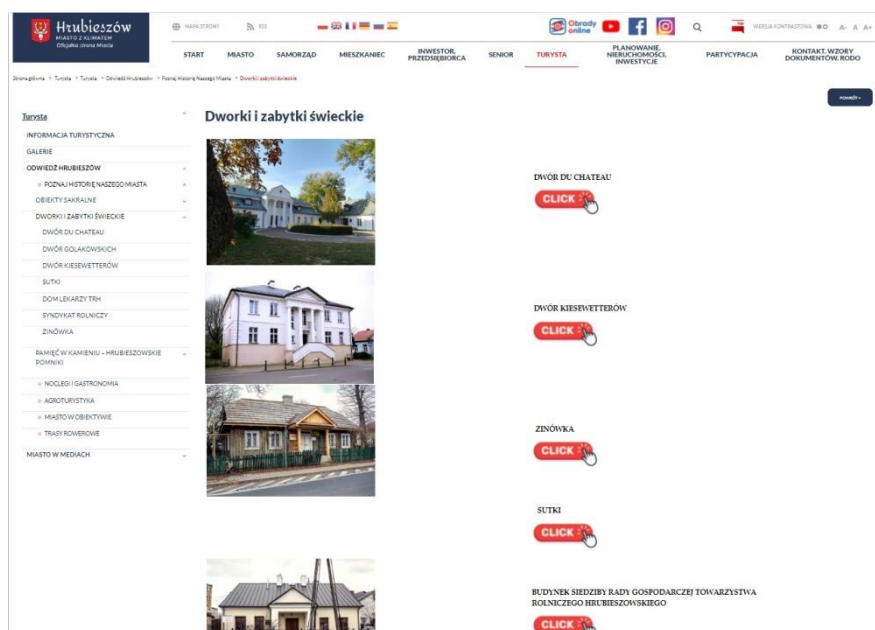 Hrubieszów
MIASTO Z KLIMATEM
Oficjalna strona Miasta
MAPA STRONY
RSS
Obrady
online
WERSJA KONTRASTOWA
A- A A+
START
MIASTO
SAMORZĄD
MIESZKANIEC
INWESTOR,
PRZEDSIĘBIORCA
SENIOR
TURYSTA
PLANOWANIE,
NIERUCHOMOŚCI,
INWESTYCJE
PARTYCYPACJA
KONTAKT. WZORY
DOKUMENTÓW. RODO
Strona główna Turysta Turysta Odwiedź Hrubieszów Poznaj Historię Naszego Miasta Dworki i zabytki świeckie
POWRÓT
Turysta
INFORMACJA TURYSTYCZNA
GALERIE
ODWIEDŹ HRUBIESZÓW
POZNAJ HISTORIĘ NASZEGO MIASTA
OBIEKTY SAKRALNE
DWORKI I ZABYTKI ŚWIECKIE
DWÓR DU CHATEAU
DWÓR GOLAKOWSKICH
DWÓR KIESEWETTERÓW
SUTKI
DOM LEKARZY TRH
SYNDYKAT ROLNICZY
ZINÓWKA
PAMIĘĆ W KAMIENIU – HRUBIESZOWSKIE
POMNIKI
NOCLEGI I GASTRONOMIA
AGROTURYSTYKA
MIASTO W OBIEKTYWIE
TRASY ROWEROWE
MIASTO W MEDIACH
Dworki i zabytki świeckie
DWÓR DU CHATEAU
CLICK
DWÓR KIESEWETTERÓW
CLICK
ZINÓWKA
CLICK
SUTKI
CLICK
BUDYNEK SIEDZIBY RADY GOSPODARCZEJ TOWARZYSTWA
ROLNICZEGO HRUBIESZOWSKIEGO
CLICK